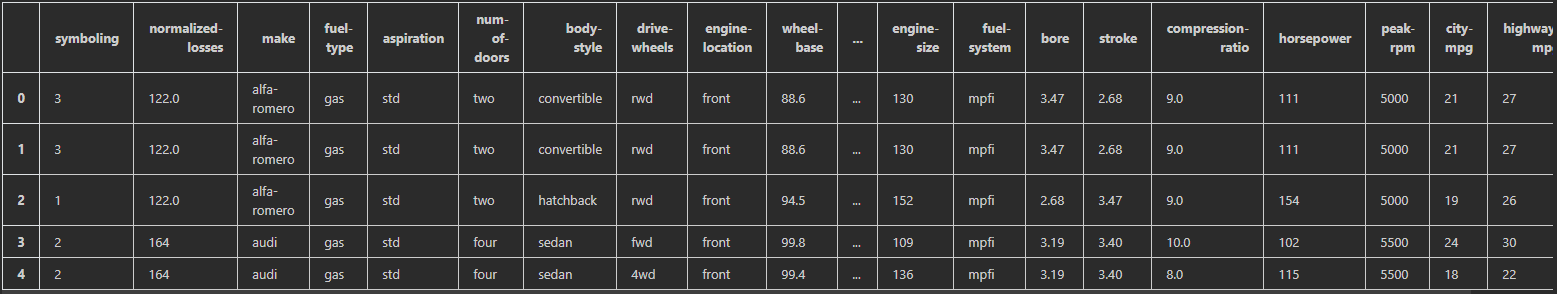 symboling normalized-losses make fuel-type aspiration num-of-doors body-style drive-wheels engine-location wheel-base ... engine-size fuel-system bore stroke compression-ratio horsepower peak-rpm city-mpg highway-mp
0 3 122.0 alfa-romero gas std two convertible rwd front 88.6 ... 130 mpfi 3.47 2.68 9.0 111 5000 21 27
1 3 122.0 alfa-romero gas std two convertible rwd front 88.6 ... 130 mpfi 3.47 2.68 9.0 111 5000 21 27
2 1 122.0 alfa-romero gas std two hatchback rwd front 94.5 ... 152 mpfi 2.68 3.47 9.0 154 5000 19 26
3 2 164 audi gas std four sedan fwd front 99.8 ... 109 mpfi 3.19 3.40 10.0 102 5500 24 30
4 2 164 audi gas std four sedan 4wd front 99.4 ... 136 mpfi 3.19 3.40 8.0 115 5500 18 22